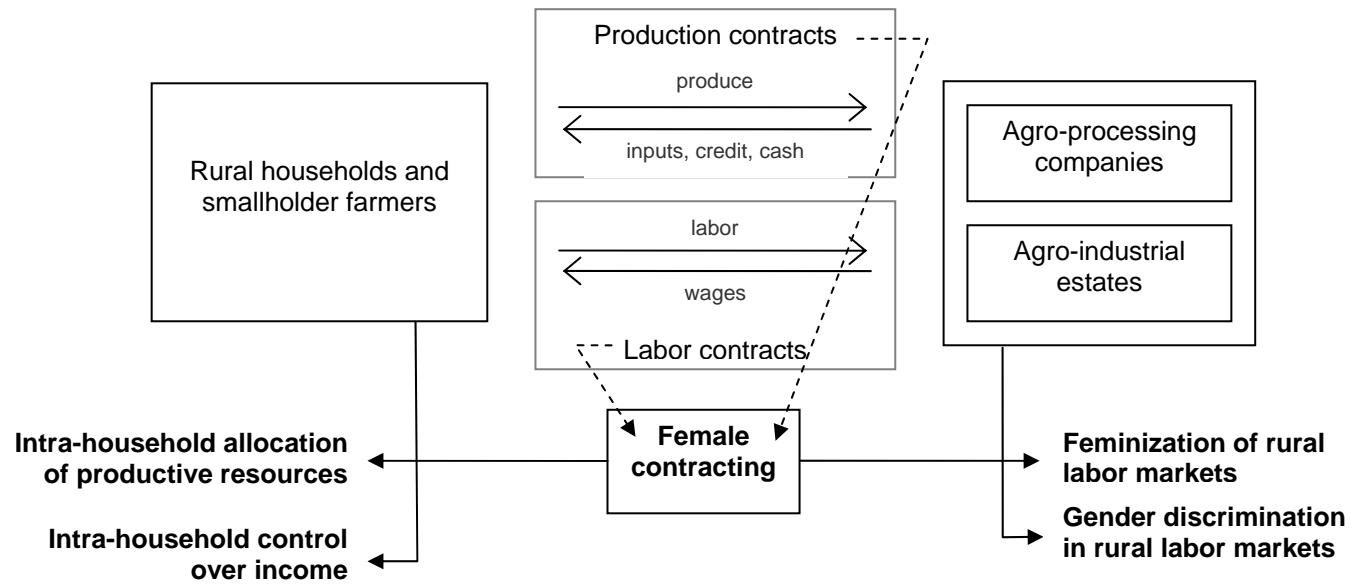 Production contracts
produce
inputs, credit, cash
Rural households and
smallholder farmers
Agro-processing
companies
Agro-industrial
estates
labor
wages
Labor contracts
Female
contracting
Intra-household allocation
of productive resources
Intra-household control
over income
Feminization of rural
labor markets
Gender discrimination
in rural labor markets